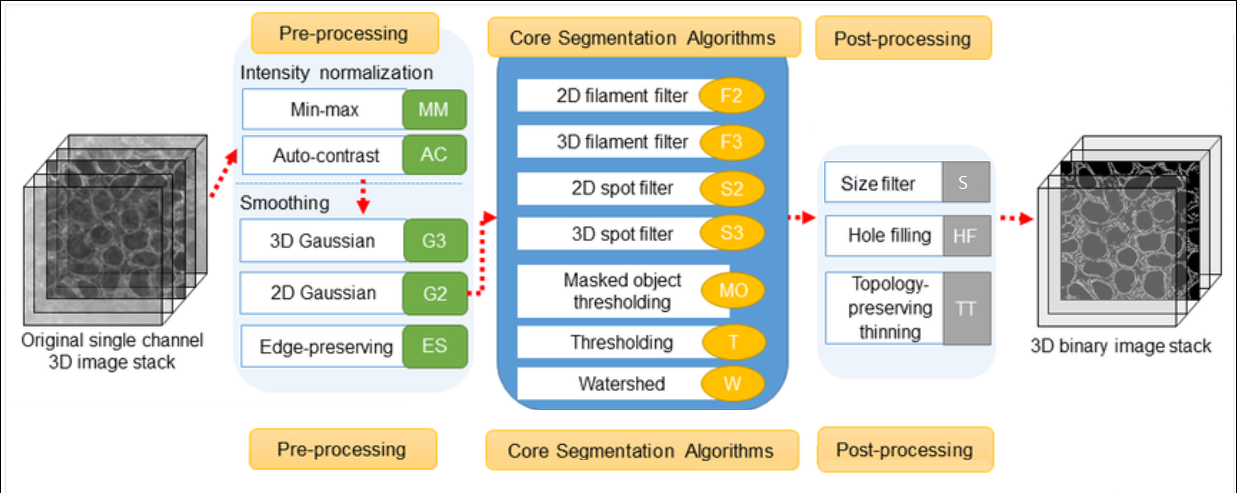 Pre-processing
Core Segmentation Algorithms
Post-processing
Intensity normalization
Min-max MM
Auto-contrast AC
Smoothing
3D Gaussian G3
2D Gaussian G2
Edge-preserving ES
2D filament filter F2
3D filament filter F3
2D spot filter S2
3D spot filter S3
Masked object
thresholding MO
Thresholding T
Watershed W
Size filter S
Hole filling HF
Topology-
preserving TT
thinning
Original single channel
3D image stack
3D binary image stack
Pre-processing
Core Segmentation Algorithms
Post-processing